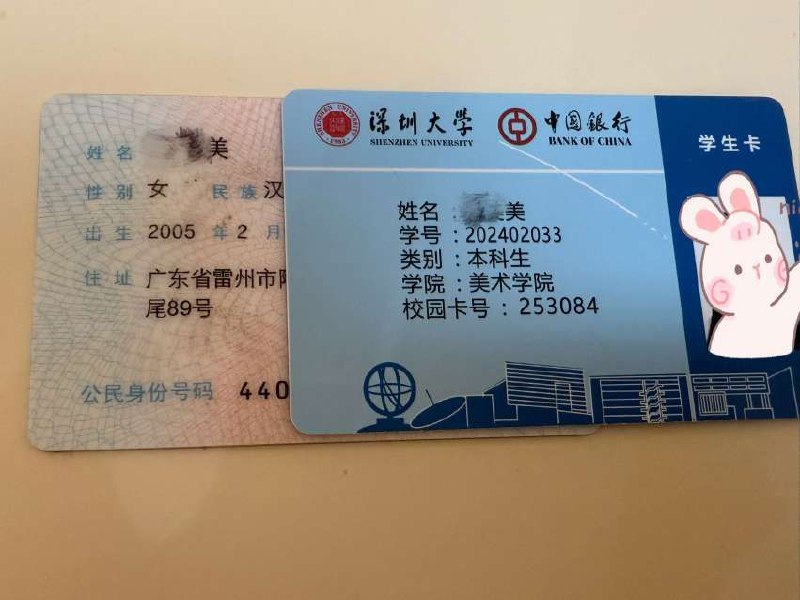 姓名 美
性别 女 民族 汉
出生 2005 年 2 月
住址 广东省雷州市
尾89号
公民身份号码 440
深圳大学
SHENZHEN UNIVERSITY
中国银行
BANK OF CHINA
学生卡
姓名： 美
学号：202402033
类别：本科生
学院：美术学院
校园卡号：253084